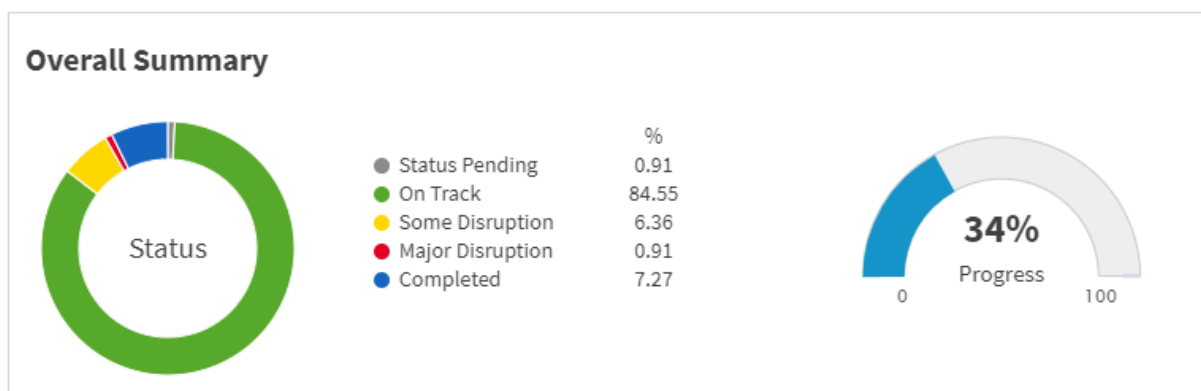 Overall Summary
Status
%
Status Pending 0.91
On Track 84.55
Some Disruption 6.36
Major Disruption 0.91
Completed 7.27
34%
Progress
0 100